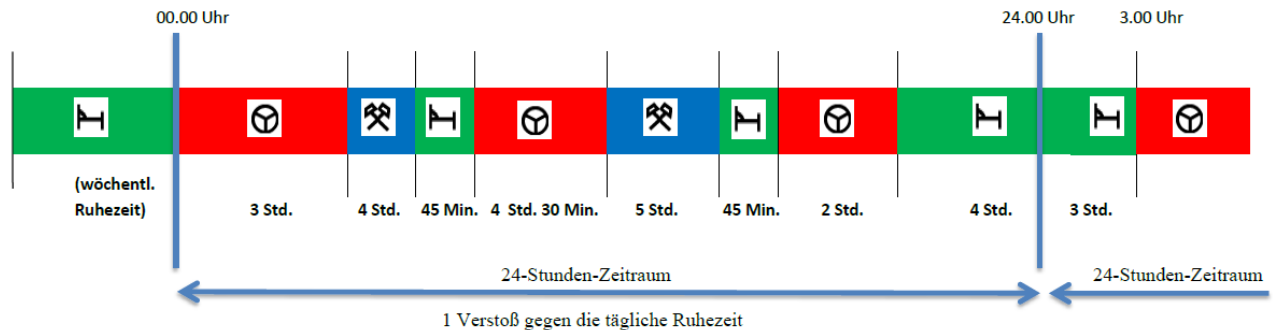 00.00 Uhr
24.00 Uhr
3.00 Uhr
(wöchentl.
Ruhezeit)
3 Std.
4 Std.
45 Min.
4 Std. 30 Min.
5 Std.
45 Min.
2 Std.
4 Std.
3 Std.
24-Stunden-Zeitraum
24-Stunden-Zeitraum
1 Verstoß gegen die tägliche Ruhezeit